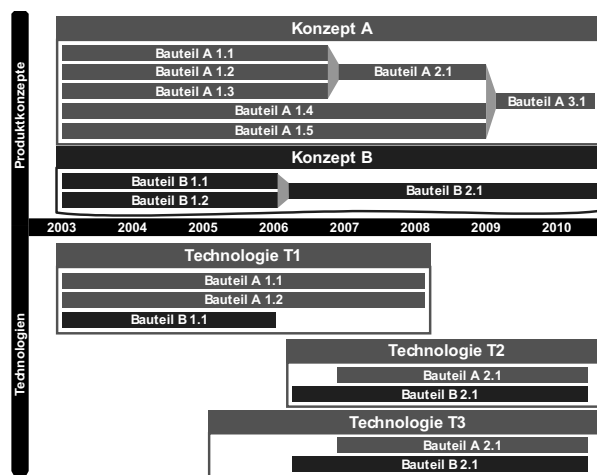 Produktkonzepte
Konzept A
Bauteil A 1.1
Bauteil A 1.2
Bauteil A 2.1
Bauteil A 1.3
Bauteil A 3.1
Bauteil A 1.4
Bauteil A 1.5
Konzept B
Bauteil B 1.1
Bauteil B 2.1
Bauteil B 1.2
2003 2004 2005 2006 2007 2008 2009 2010
Technologien
Technologie T1
Bauteil A 1.1
Bauteil A 1.2
Bauteil B 1.1
Technologie T2
Bauteil A 2.1
Bauteil B 2.1
Technologie T3
Bauteil A 2.1
Bauteil B 2.1